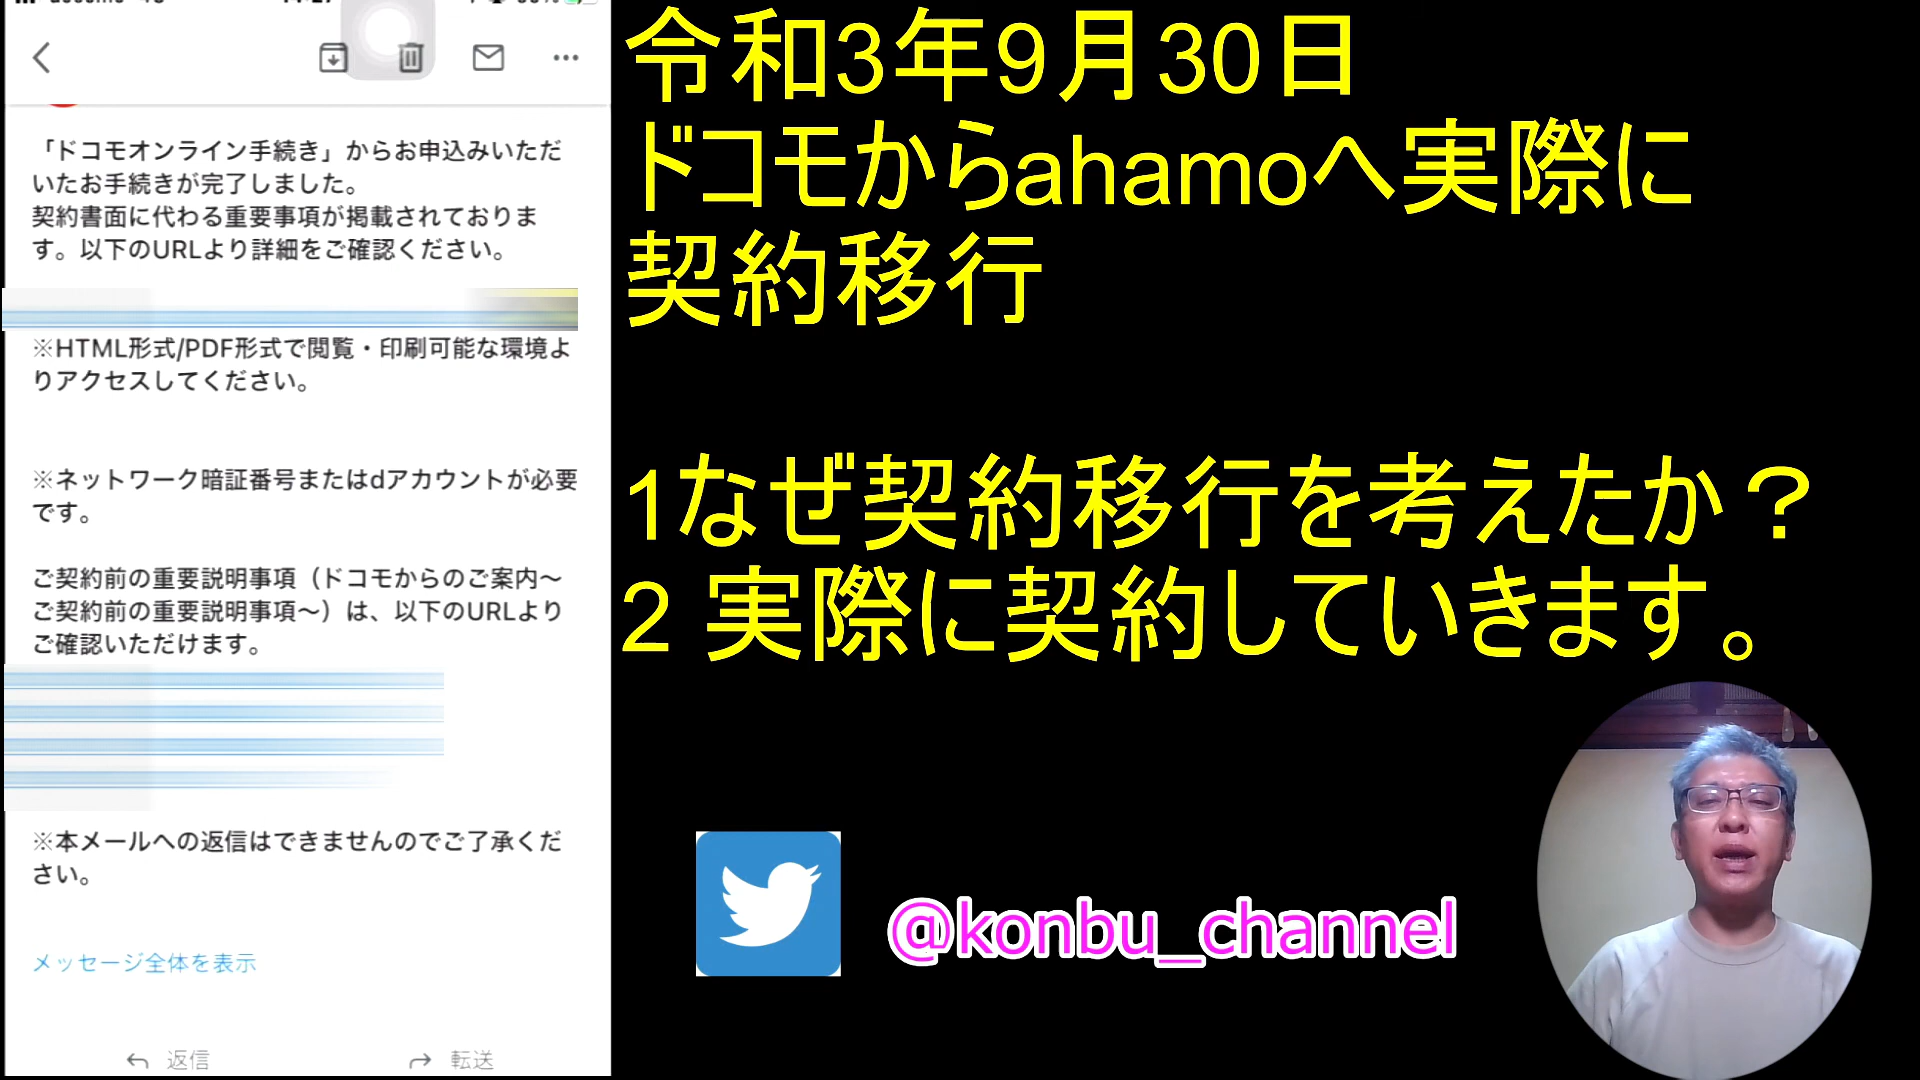 「ドコモオンライン手続き」からお申込みいただ
いたお手続きが完了しました。
契約書面に代わる重要事項が掲載されておりま
す。以下のURLより詳細をご確認ください。
※HTML形式/PDF形式で閲覧・印刷可能な環境よ
りアクセスしてください。
※ネットワーク暗証番号またはdアカウントが必要
です。
ご契約前の重要説明事項（ドコモからのご案内～
ご契約前の重要説明事項～）は、以下のURLより
ご確認いただけます。
※本メールへの返信はできませんのでご了承くだ
さい。
メッセージ全体を表示
返信
転送
令和3年9月30日
ドコモからahamoへ実際に
契約移行
1なぜ契約移行を考えたか？
2 実際に契約していきます。
@konbu_channel